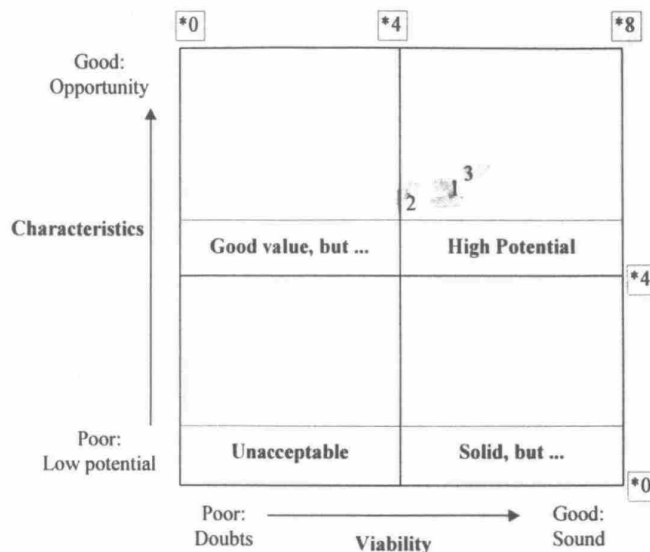 *0 *4 *8
Good:
Opportunity
3
1
2
Characteristics
Good value, but ... High Potential
*4
Poor:
Low potential
Unacceptable Solid, but ...
*0
Poor: Good:
Doubts Viability Sound